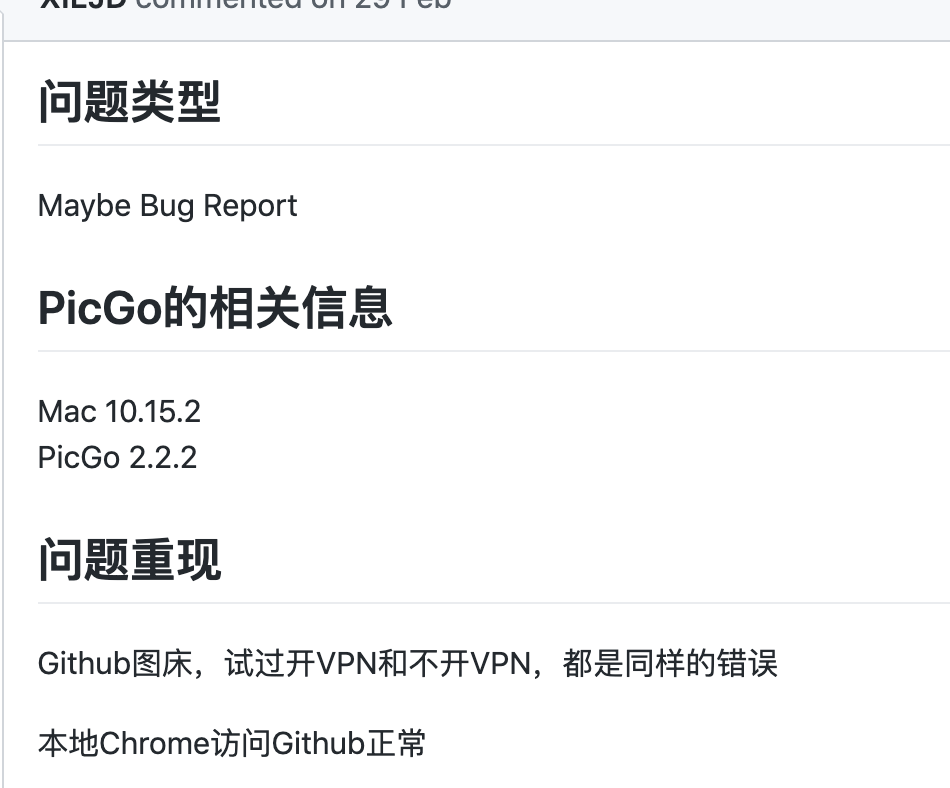 commented on 29 Feb
问题类型
Maybe Bug Report
PicGo的相关信息
Mac 10.15.2
PicGo 2.2.2
问题重现
Github图床，试过开VPN和不开VPN，都是同样的错误
本地Chrome访问Github正常